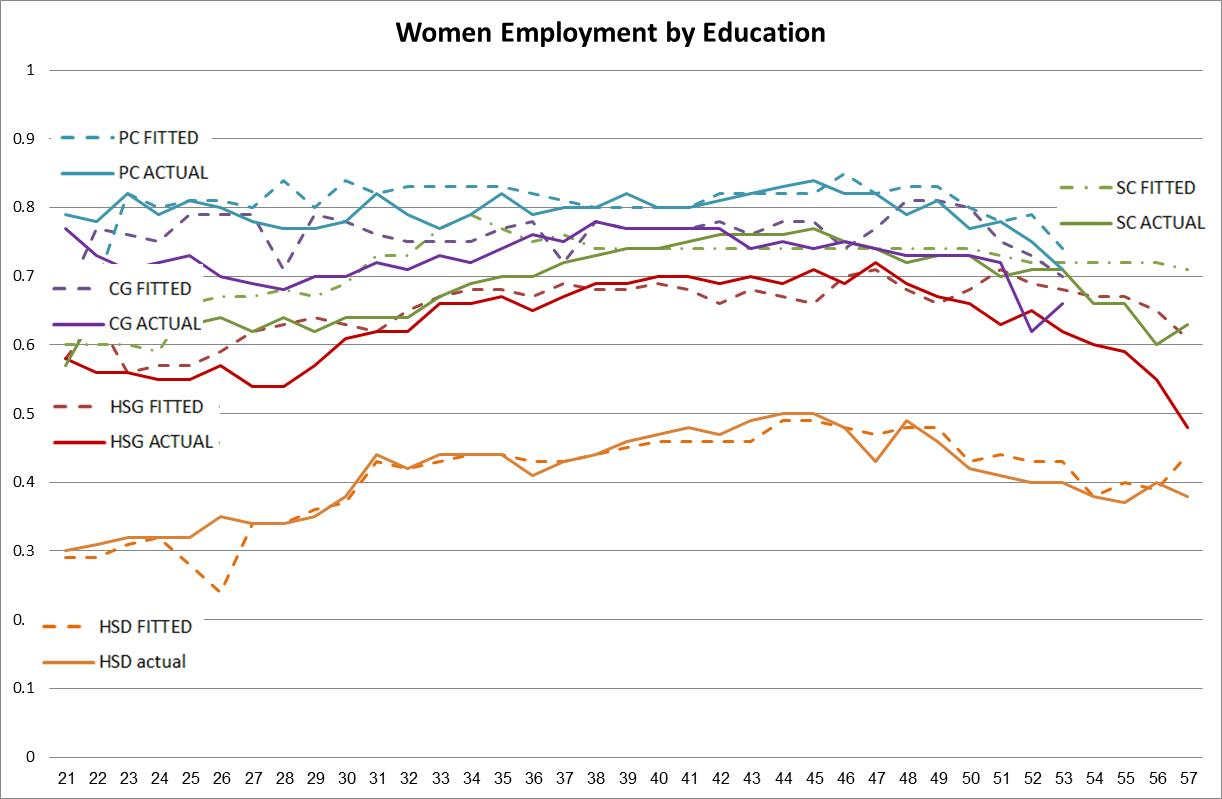 Women Employment by Education
1
0.9
PC FITTED
PC ACTUAL
SC FITTED
0.8
SC ACTUAL
0.7
CG FITTED
CG ACTUAL
0.6
HSG FITTED
0.5
HSG ACTUAL
0.4
0.3
0.
HSD FITTED
HSD actual
0.1
0
21 22 23 24 25 26 27 28 29 30 31 32 33 34 35 36 37 38 39 40 41 42 43 44 45 46 47 48 49 50 51 52 53 54 55 56 57